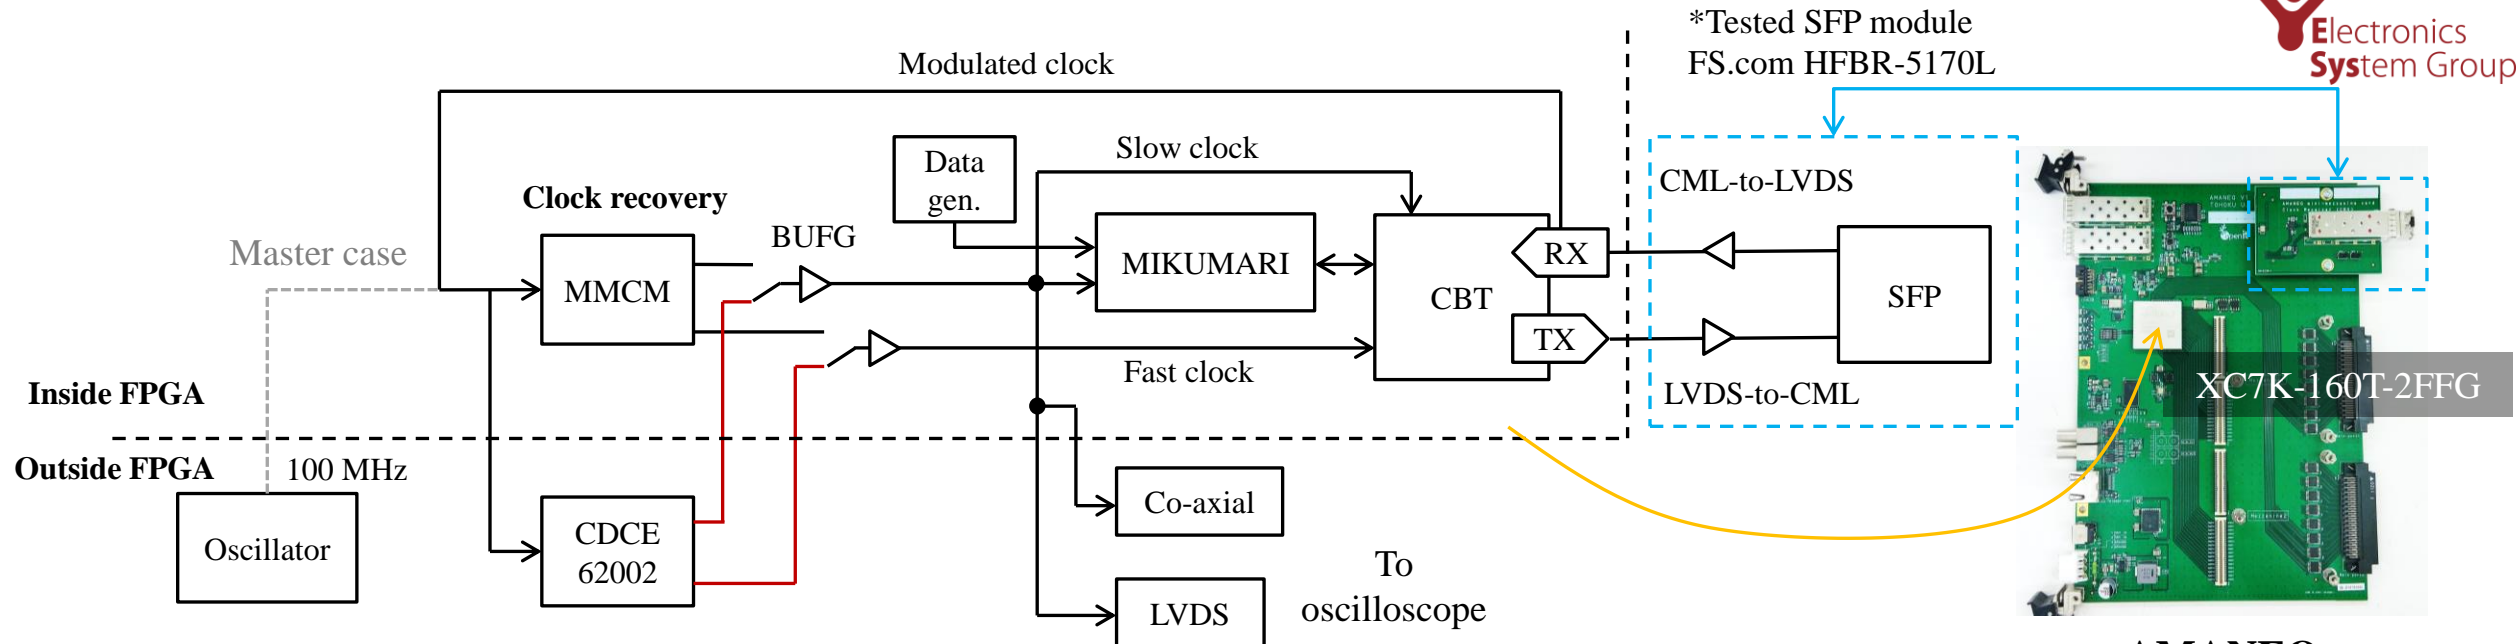 *Tested SFP module
FS.com HFBR-5170L
Electronics
System Group
Modulated clock
Data
gen.
Slow clock
CML-to-LVDS
Clock recovery
BUFG
Master case
MMCM
MIKUMARI
CBT
RX
TX
SFP
Fast clock
LVDS-to-CML
XC7K-160T-2FFG
Inside FPGA
Outside FPGA
100 MHz
Oscillator
CDCE
62002
Co-axial
LVDS
To
oscilloscope